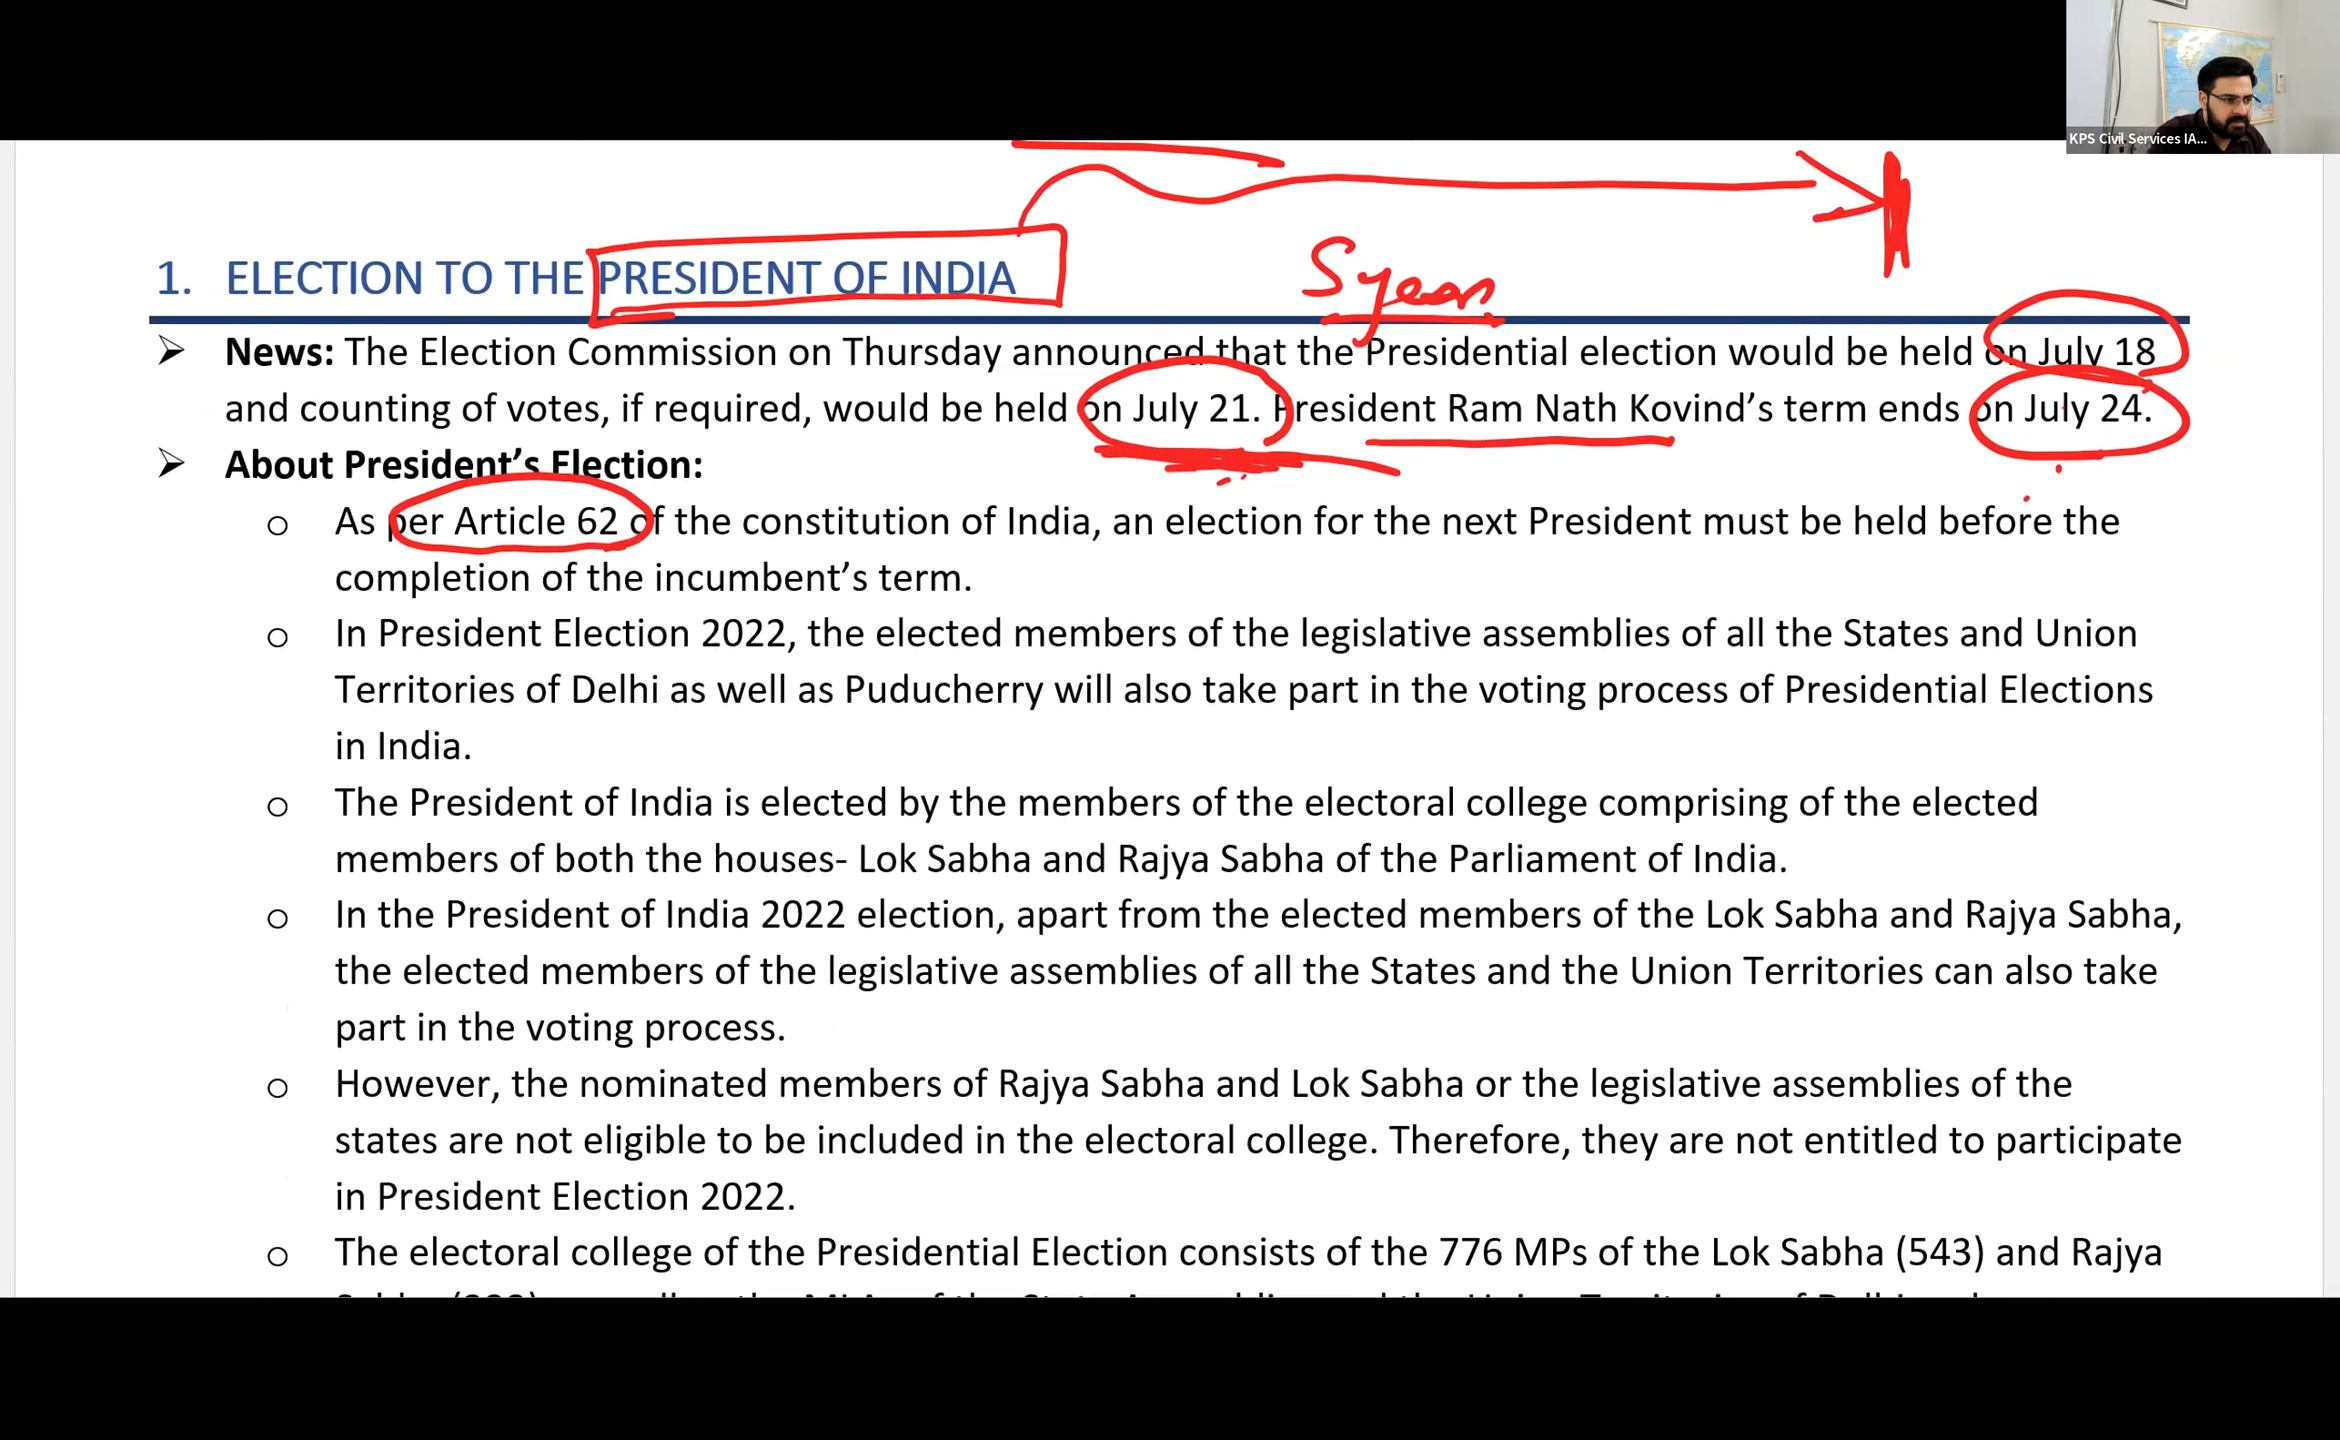 KPS Civil Services IA...
1. ELECTION TO THE PRESIDENT OF INDIA
5 years
➢ News: The Election Commission on Thursday announced that the Presidential election would be held on July 18
and counting of votes, if required, would be held on July 21. President Ram Nath Kovind’s term ends on July 24.
➢ About President’s Election:
o As per Article 62 of the constitution of India, an election for the next President must be held before the
completion of the incumbent’s term.
o In President Election 2022, the elected members of the legislative assemblies of all the States and Union
Territories of Delhi as well as Puducherry will also take part in the voting process of Presidential Elections
in India.
o The President of India is elected by the members of the electoral college comprising of the elected
members of both the houses- Lok Sabha and Rajya Sabha of the Parliament of India.
o In the President of India 2022 election, apart from the elected members of the Lok Sabha and Rajya Sabha,
the elected members of the legislative assemblies of all the States and the Union Territories can also take
part in the voting process.
o However, the nominated members of Rajya Sabha and Lok Sabha or the legislative assemblies of the
states are not eligible to be included in the electoral college. Therefore, they are not entitled to participate
in President Election 2022.
o The electoral college of the Presidential Election consists of the 776 MPs of the Lok Sabha (543) and Rajya